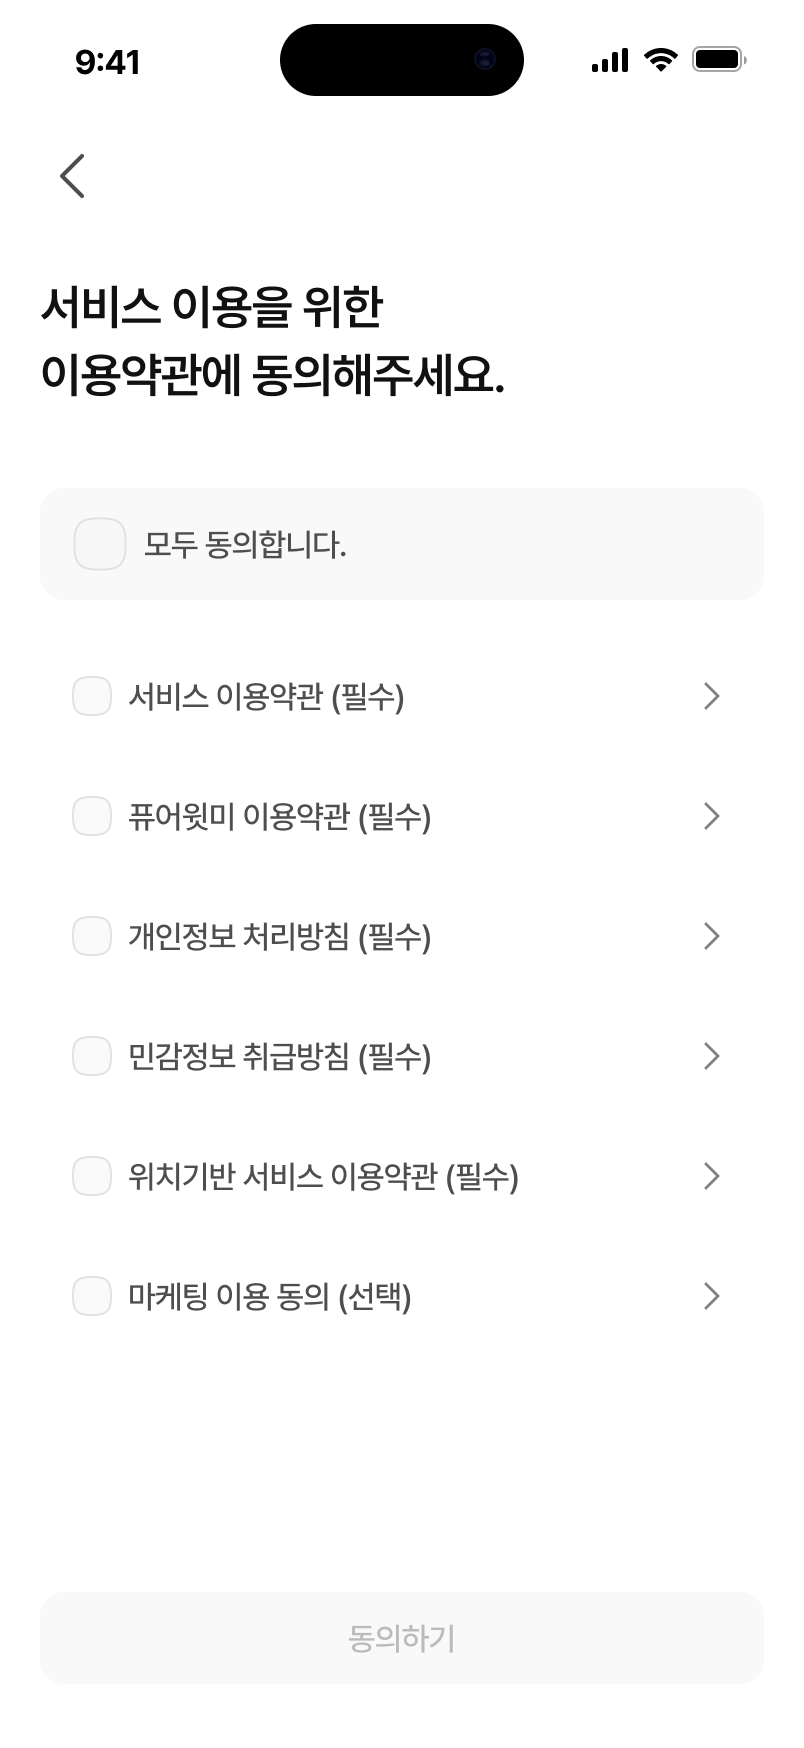 9:41
서비스 이용을 위한
이용약관에 동의해주세요.
모두 동의합니다.
서비스 이용약관 (필수)
퓨어윗미 이용약관 (필수)
개인정보 처리방침 (필수)
민감정보 취급방침 (필수)
위치기반 서비스 이용약관 (필수)
마케팅 이용 동의 (선택)
동의하기